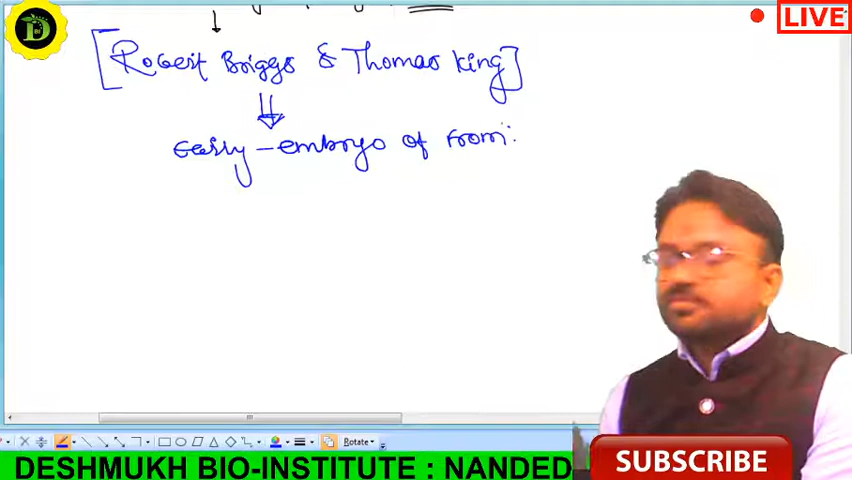 LIVE
D
[Robert Briggs & Thomas King]
early-embryo of from:
Rotate
DESHMUKH BIO-INSTITUTE : NANDED
SUBSCRIBE